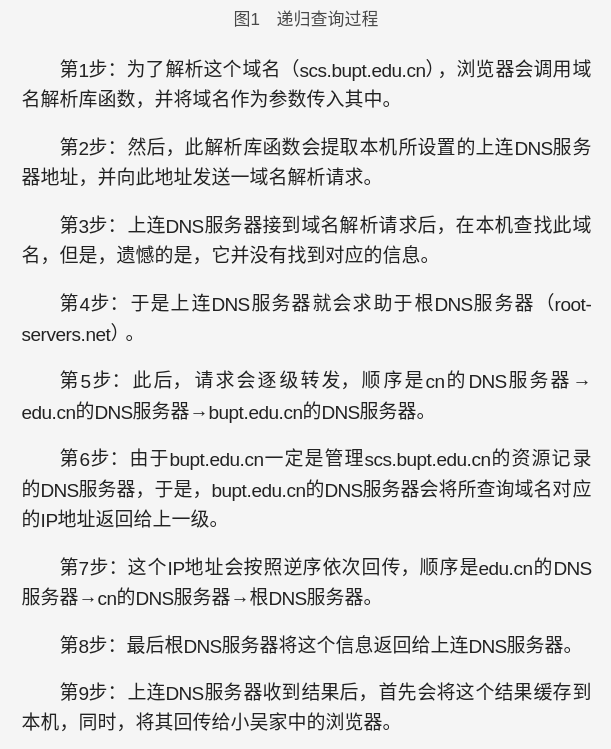 图1 递归查询过程
第1步：为了解析这个域名（scs.bupt.edu.cn），浏览器会调用域
名解析库函数，并将域名作为参数传入其中。
第2步：然后，此解析库函数会提取本机所设置的上连DNS服务
器地址，并向此地址发送一域名解析请求。
第3步：上连DNS服务器接到域名解析请求后，在本机查找此域
名，但是，遗憾的是，它并没有找到对应的信息。
第4步：于是上连DNS服务器就会求助于根DNS服务器（root-
servers.net）。
第5步：此后，请求会逐级转发，顺序是cn的DNS服务器→
edu.cn的DNS服务器→bupt.edu.cn的DNS服务器。
第6步：由于bupt.edu.cn一定是管理scs.bupt.edu.cn的资源记录
的DNS服务器，于是，bupt.edu.cn的DNS服务器会将所查询域名对应
的IP地址返回给上一级。
第7步：这个IP地址会按照逆序依次回传，顺序是edu.cn的DNS
服务器→cn的DNS服务器→根DNS服务器。
第8步：最后根DNS服务器将这个信息返回给上连DNS服务器。
第9步：上连DNS服务器收到结果后，首先会将这个结果缓存到
本机，同时，将其回传给小吴家中的浏览器。